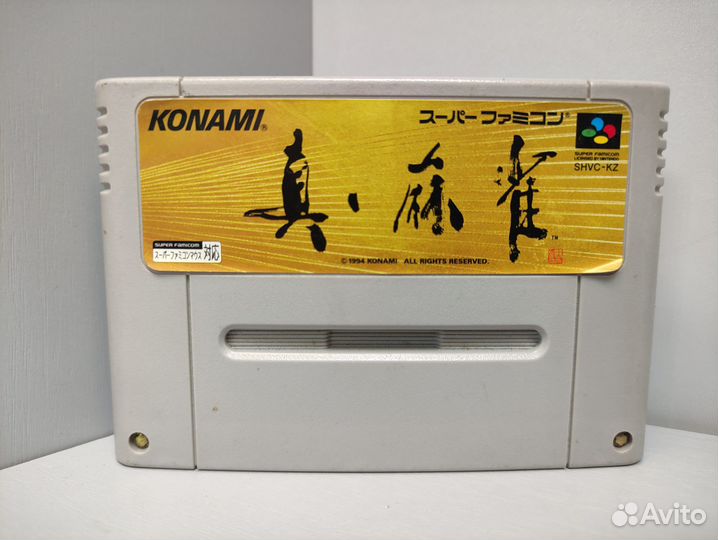 KONAMI®
スーパーファミコン®
SUPER FAMICOM
LICENSED BY NINTENDO
SHVC-KZ
真・麻雀™
SUPER FAMICOM
スーパーファミコンマウス対応
© 1994 KONAMI ALL RIGHTS RESERVED.
Avito